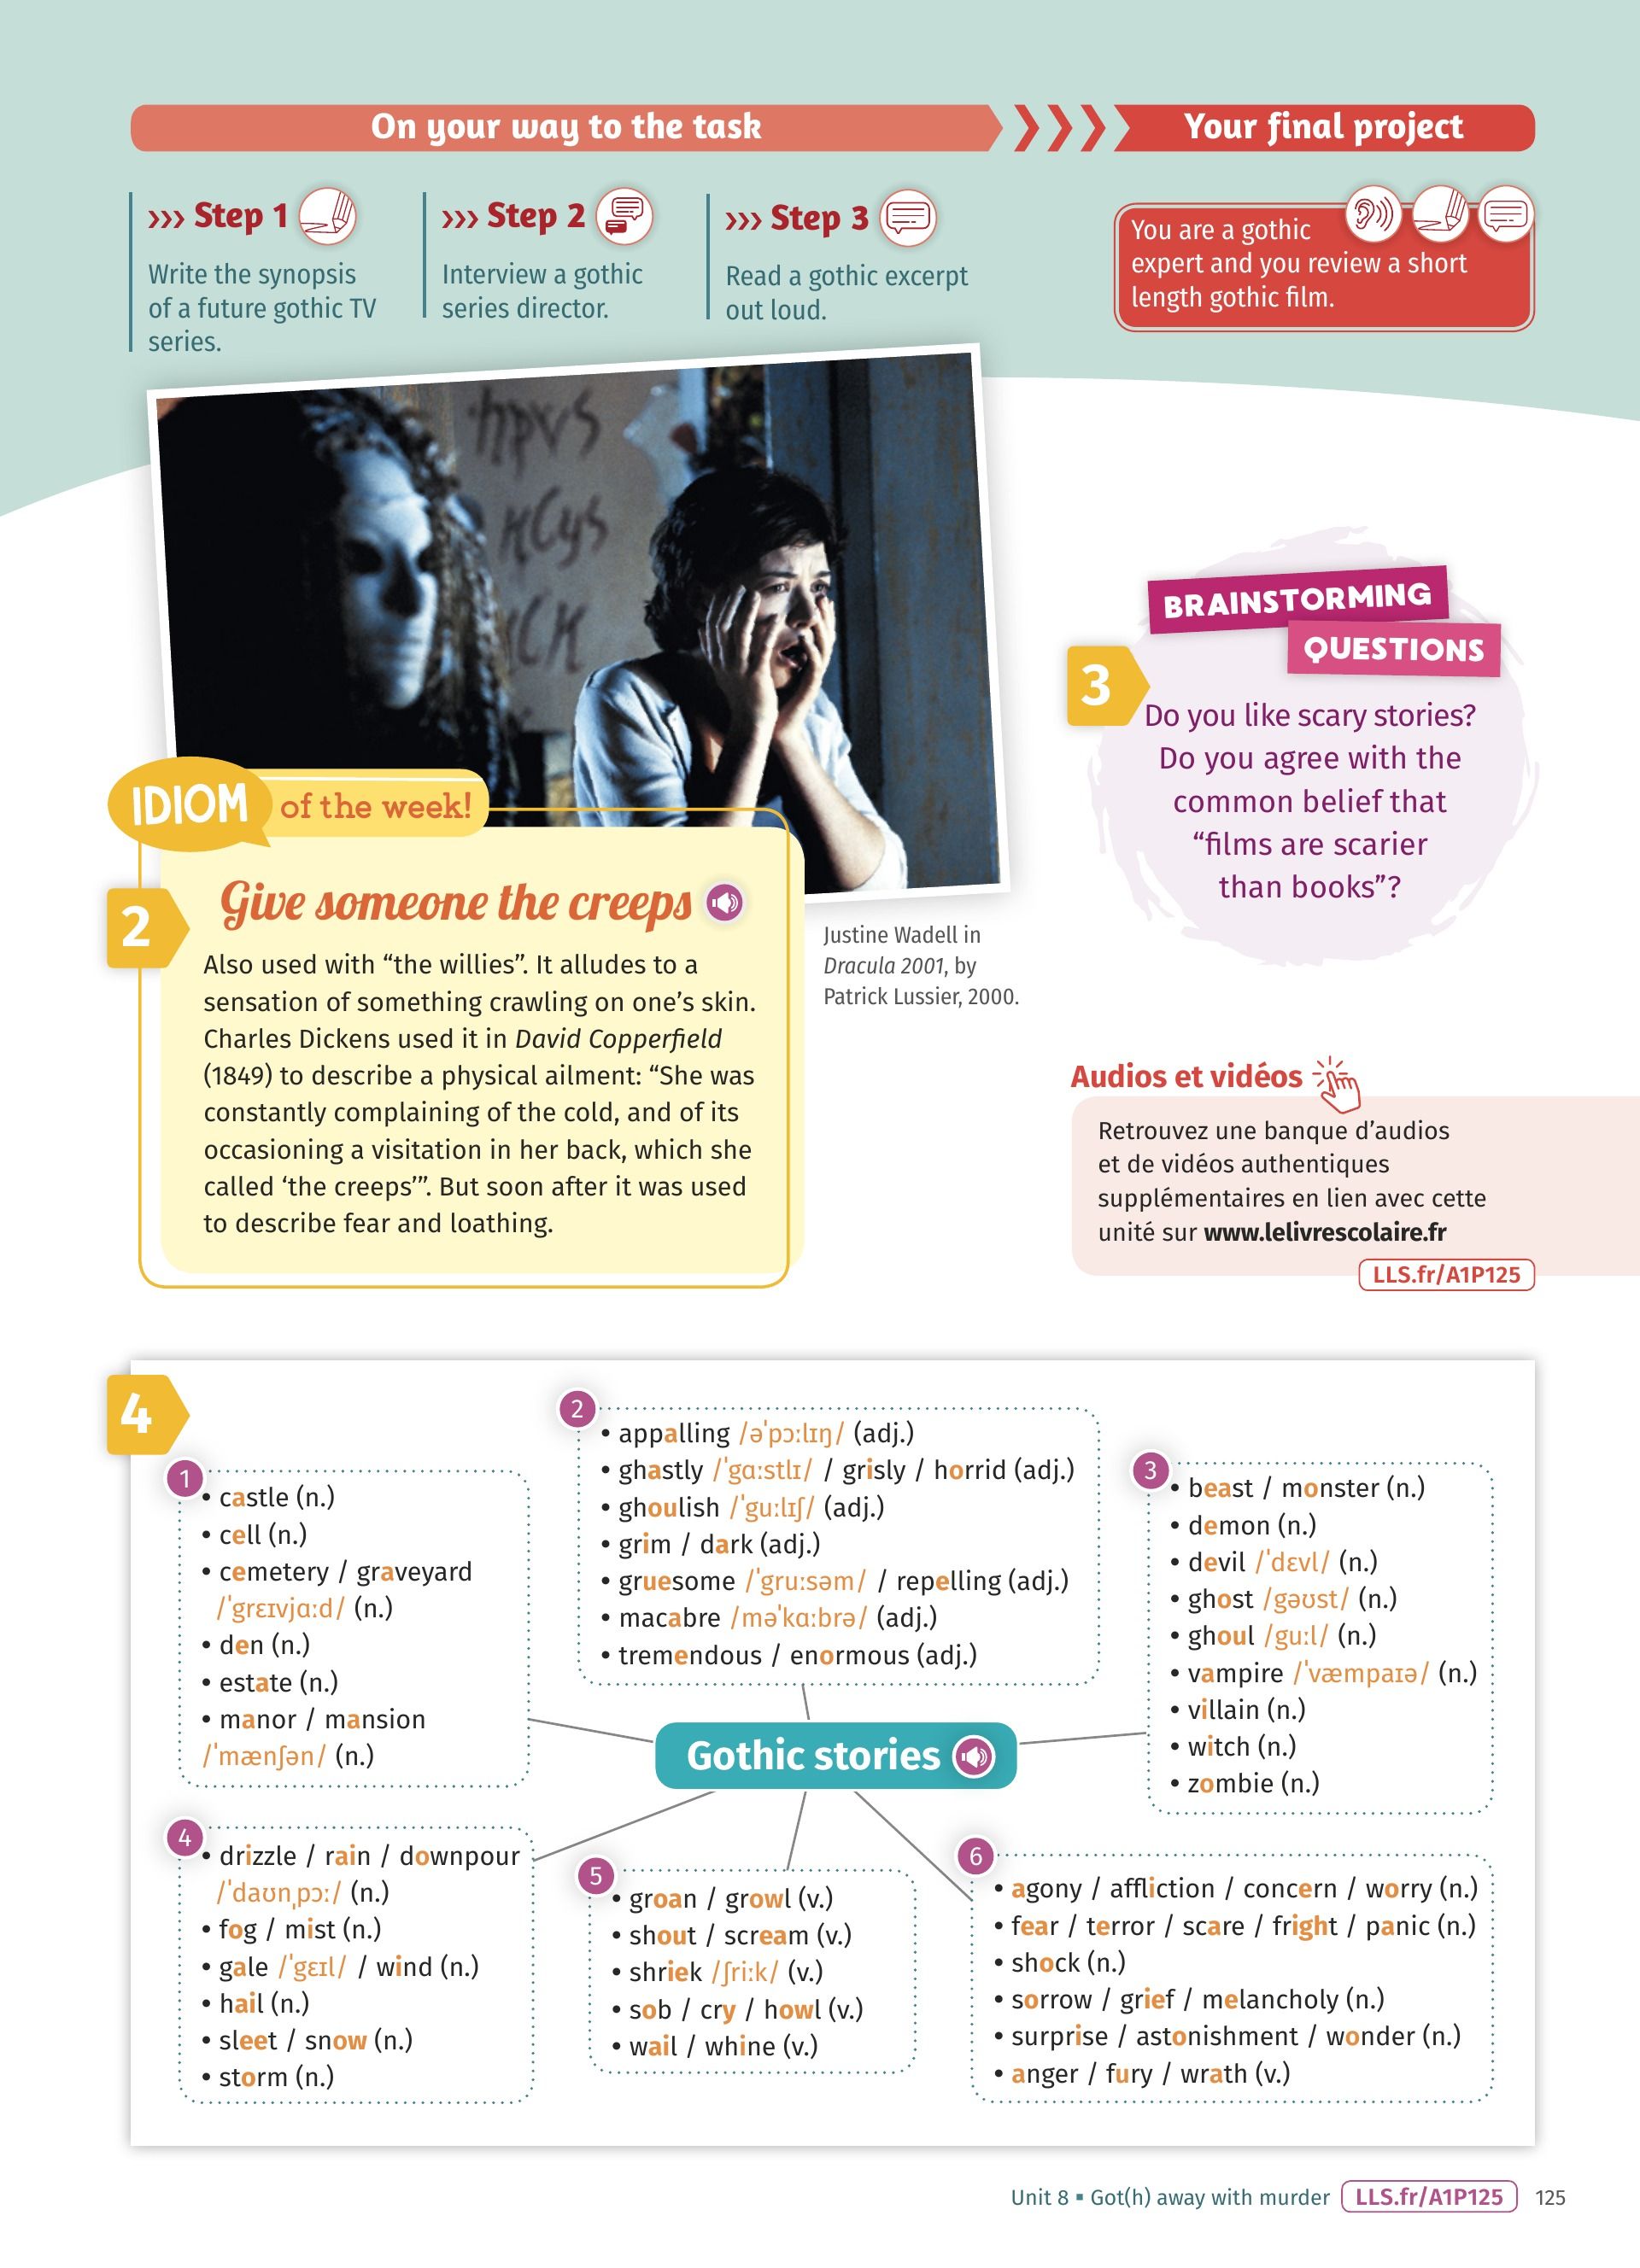 On your way to the task
Your final project
››› Step 1
Write the synopsis
of a future gothic TV
series.
››› Step 2
Interview a gothic
series director.
››› Step 3
Read a gothic excerpt
out loud.
You are a gothic
expert and you review a short
length gothic film.
IDIOM of the week!
2
Give someone the creeps
Also used with “the willies”. It alludes to a
sensation of something crawling on one’s skin.
Charles Dickens used it in David Copperfield
(1849) to describe a physical ailment: “She was
constantly complaining of the cold, and of its
occasioning a visitation in her back, which she
called ‘the creeps’”. But soon after it was used
to describe fear and loathing.
Justine Wadell in
Dracula 2001, by
Patrick Lussier, 2000.
BRAINSTORMING
QUESTIONS
3
Do you like scary stories?
Do you agree with the
common belief that
“films are scarier
than books”?
Audios et vidéos
Retrouvez une banque d’audios
et de vidéos authentiques
supplémentaires en lien avec cette
unité sur www.lelivrescolaire.fr
LLS.fr/A1P125
4
Gothic stories
1
• castle (n.)
• cell (n.)
• cemetery / graveyard
/ˈgrɛɪvjɑːd/ (n.)
• den (n.)
• estate (n.)
• manor / mansion
/ˈmænʃən/ (n.)
2
• appalling /əˈpɔːlɪŋ/ (adj.)
• ghastly /ˈgɑːstlɪ/ / grisly / horrid (adj.)
• ghoulish /ˈguːlɪʃ/ (adj.)
• grim / dark (adj.)
• gruesome /ˈgruːsəm/ / repelling (adj.)
• macabre /məˈkɑːbrə/ (adj.)
• tremendous / enormous (adj.)
3
• beast / monster (n.)
• demon (n.)
• devil /ˈdɛvl/ (n.)
• ghost /gəʊst/ (n.)
• ghoul /guːl/ (n.)
• vampire /ˈvæmpaɪə/ (n.)
• villain (n.)
• witch (n.)
• zombie (n.)
4
• drizzle / rain / downpour
/ˈdaʊnˌpɔː/ (n.)
• fog / mist (n.)
• gale /ˈgɛɪl/ / wind (n.)
• hail (n.)
• sleet / snow (n.)
• storm (n.)
5
• groan / growl (v.)
• shout / scream (v.)
• shriek /ʃriːk/ (v.)
• sob / cry / howl (v.)
• wail / whine (v.)
6
• agony / affliction / concern / worry (n.)
• fear / terror / scare / fright / panic (n.)
• shock (n.)
• sorrow / grief / melancholy (n.)
• surprise / astonishment / wonder (n.)
• anger / fury / wrath (v.)
Unit 8 ▪ Got(h) away with murder LLS.fr/A1P125 125